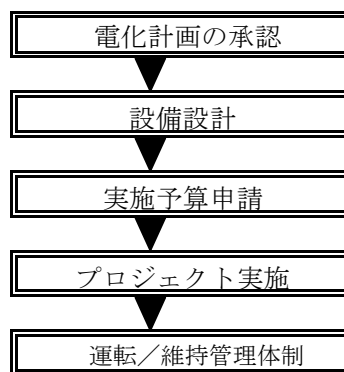 電化計画の承認
設備設計
実施予算申請
プロジェクト実施
運転／維持管理体制